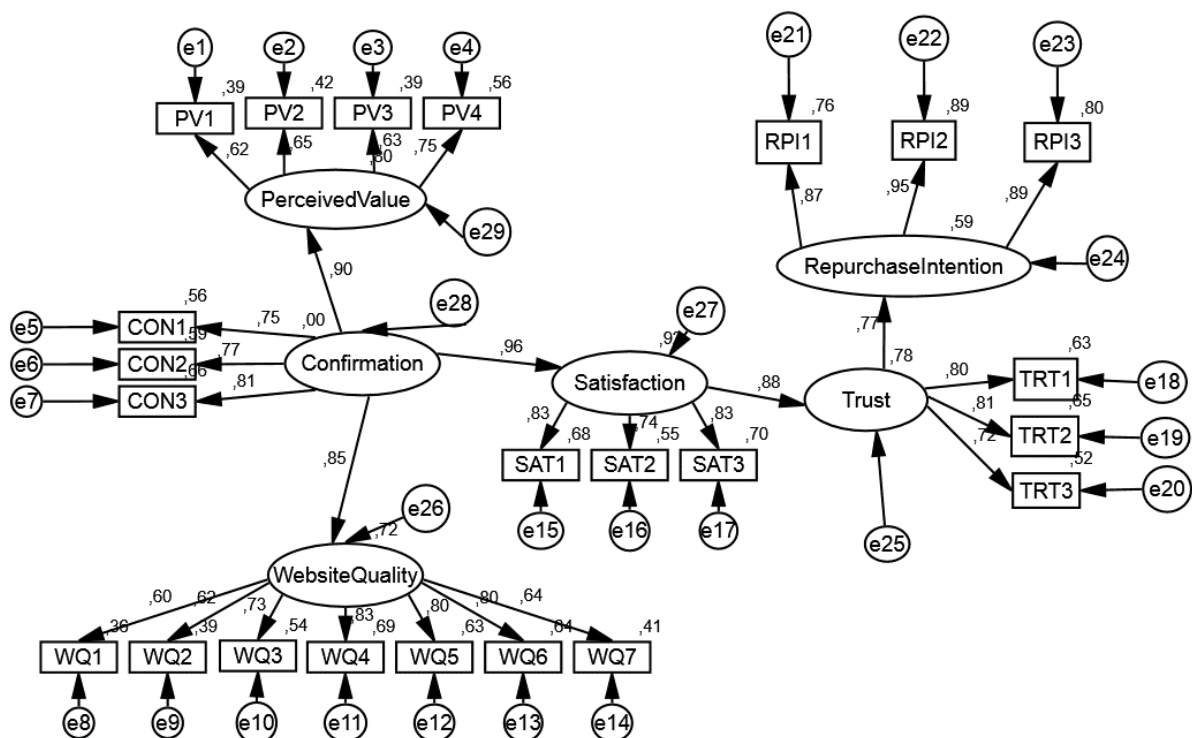 e1 e2 e3 e4
,39 ,42 ,39 ,56
PV1 PV2 PV3 PV4
,62 ,65 ,63 ,75
,80
PerceivedValue
e29
,90
e21 e22 e23
,76 ,89 ,80
RPI1 RPI2 RPI3
,87 ,95 ,89
,59
RepurchaseIntention
e24
,77
e28
,00
Confirmation
e5 CON1 ,56 ,75
e6 CON2 ,59 ,77
e7 CON3 ,66 ,81
,96
e27
Satisfaction
,88
,83 ,74 ,83
,68 ,55 ,70
SAT1 SAT2 SAT3
e15 e16 e17
,78
Trust
e25
,80 TRT1 ,63 e18
,81 TRT2 ,65 e19
,72 TRT3 ,52 e20
,85
e26
,72
WebsiteQuality
,60 ,62 ,73 ,83 ,80 ,80 ,64
,36 ,39 ,54 ,69 ,63 ,64 ,41
WQ1 WQ2 WQ3 WQ4 WQ5 WQ6 WQ7
e8 e9 e10 e11 e12 e13 e14